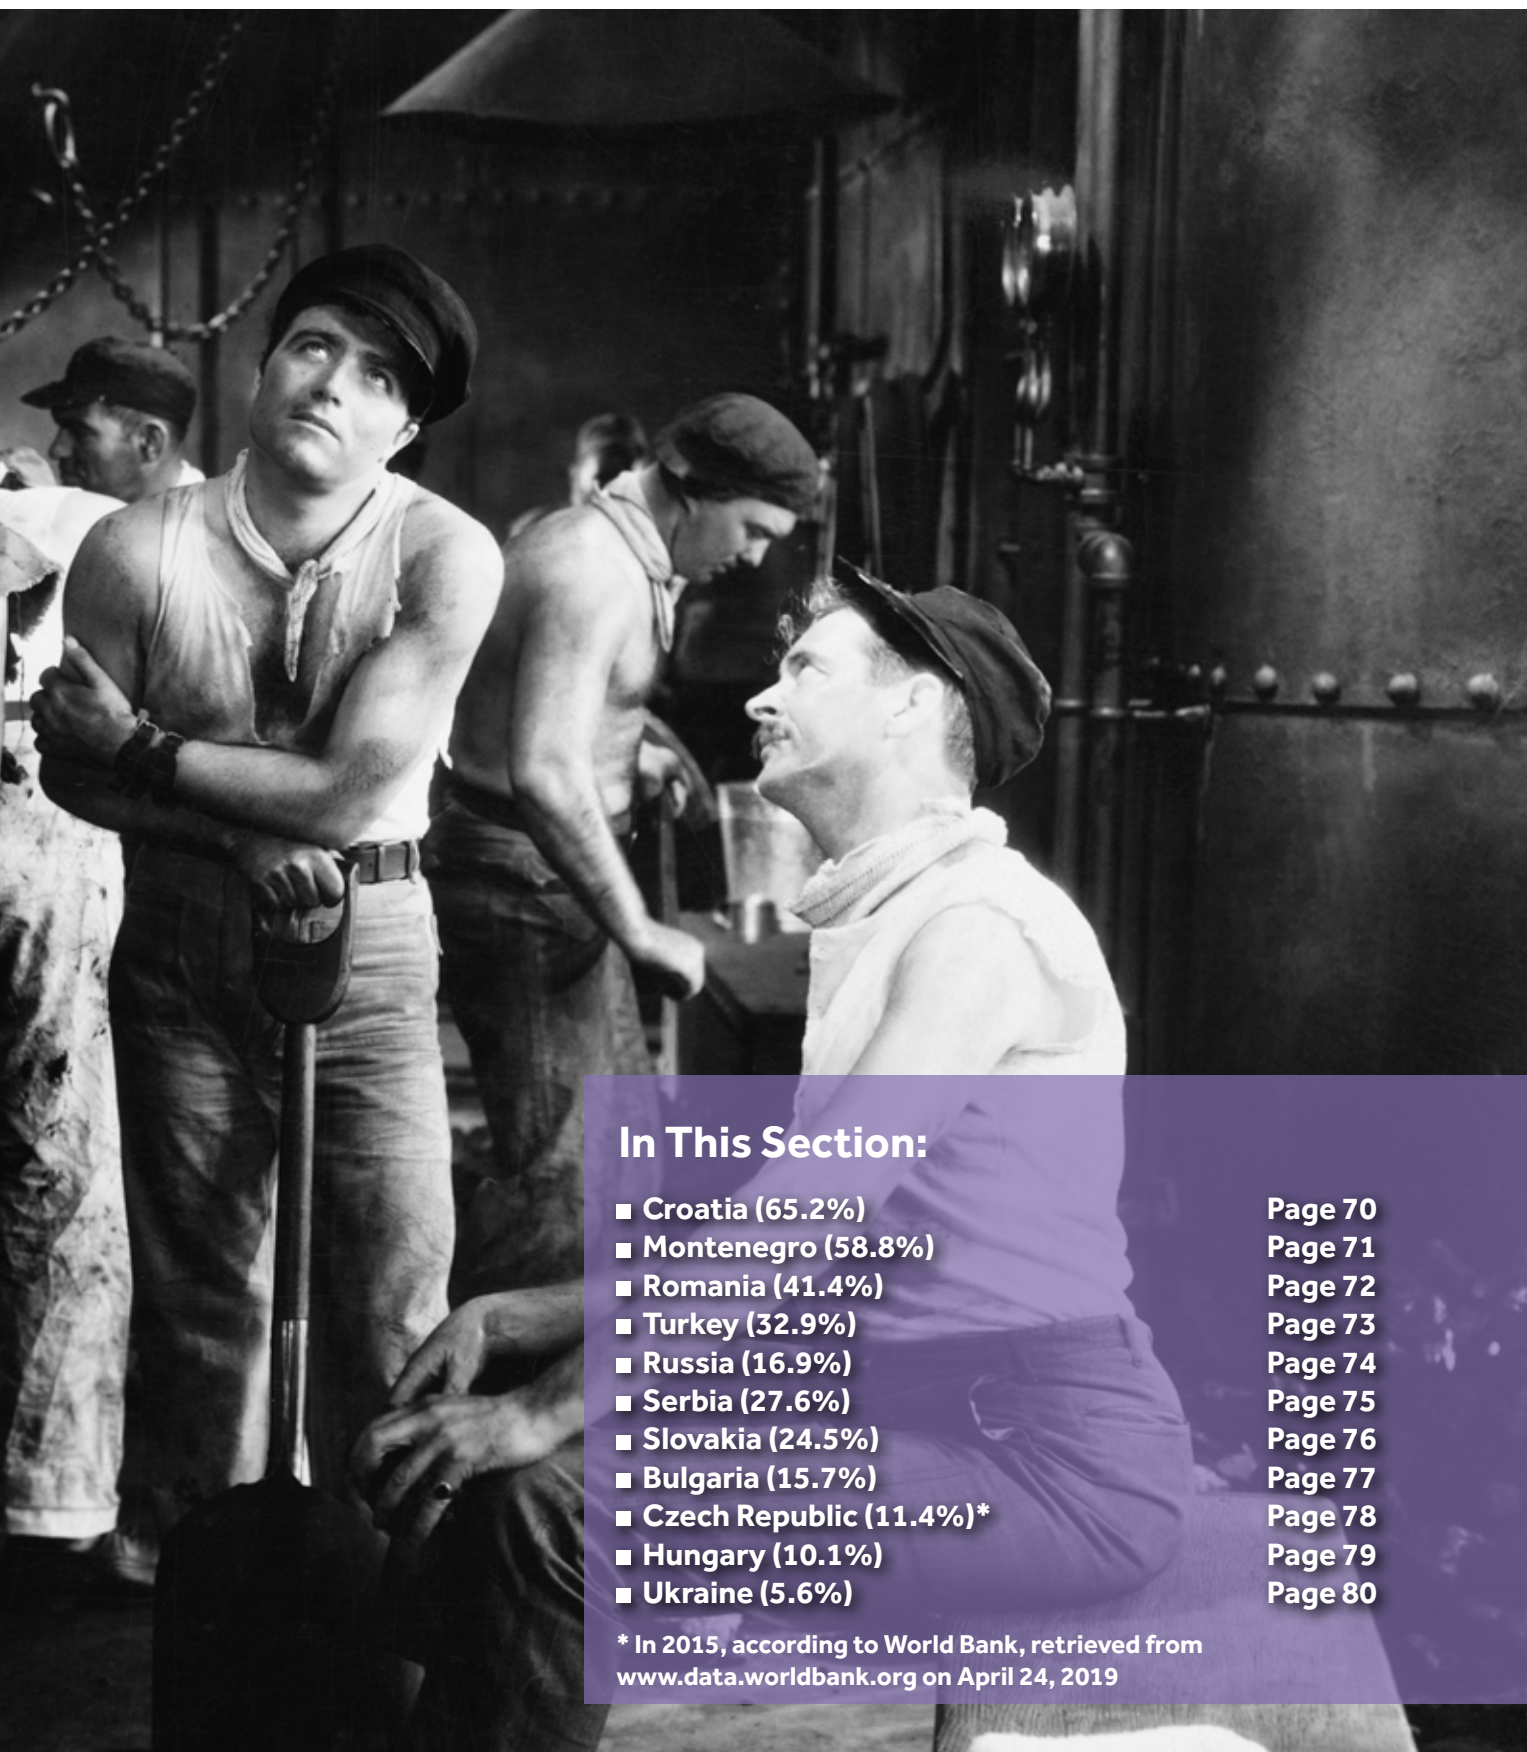 In This Section:
■ Croatia (65.2%) Page 70
■ Montenegro (58.8%) Page 71
■ Romania (41.4%) Page 72
■ Turkey (32.9%) Page 73
■ Russia (16.9%) Page 74
■ Serbia (27.6%) Page 75
■ Slovakia (24.5%) Page 76
■ Bulgaria (15.7%) Page 77
■ Czech Republic (11.4%)* Page 78
■ Hungary (10.1%) Page 79
■ Ukraine (5.6%) Page 80
* In 2015, according to World Bank, retrieved from
www.data.worldbank.org on April 24, 2019